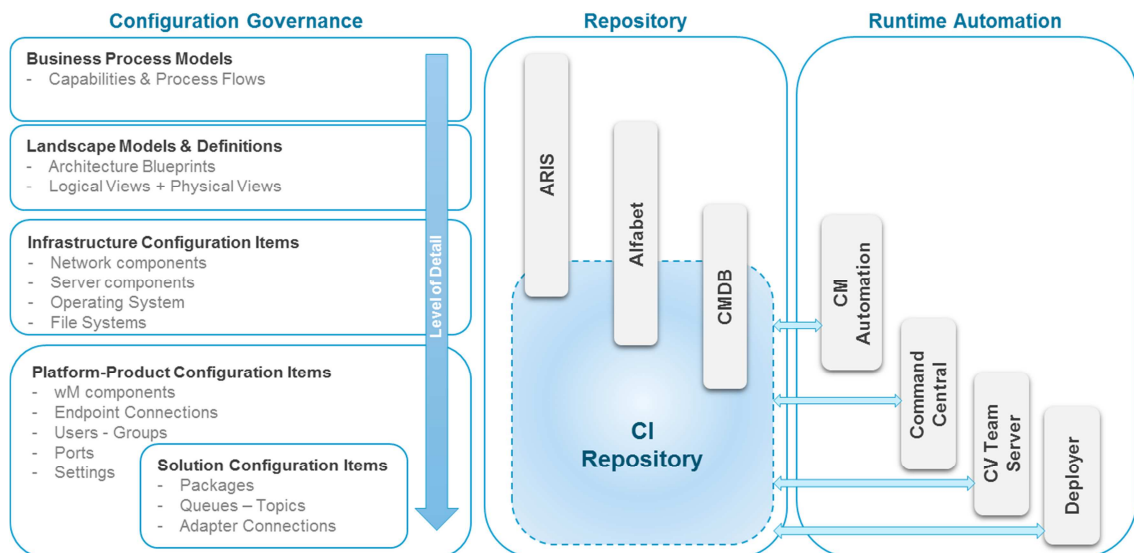 Configuration Governance
Repository
Runtime Automation
Business Process Models
- Capabilities & Process Flows
Landscape Models & Definitions
- Architecture Blueprints
- Logical Views + Physical Views
Infrastructure Configuration Items
- Network components
- Server components
- Operating System
- File Systems
Platform-Product Configuration Items
- wM components
- Endpoint Connections
- Users - Groups
- Ports
- Settings
Solution Configuration Items
- Packages
- Queues – Topics
- Adapter Connections
Level of Detail
ARIS
Alfabet
CMDB
CI
Repository
CM
Automation
Command
Central
CV Team
Server
Deployer